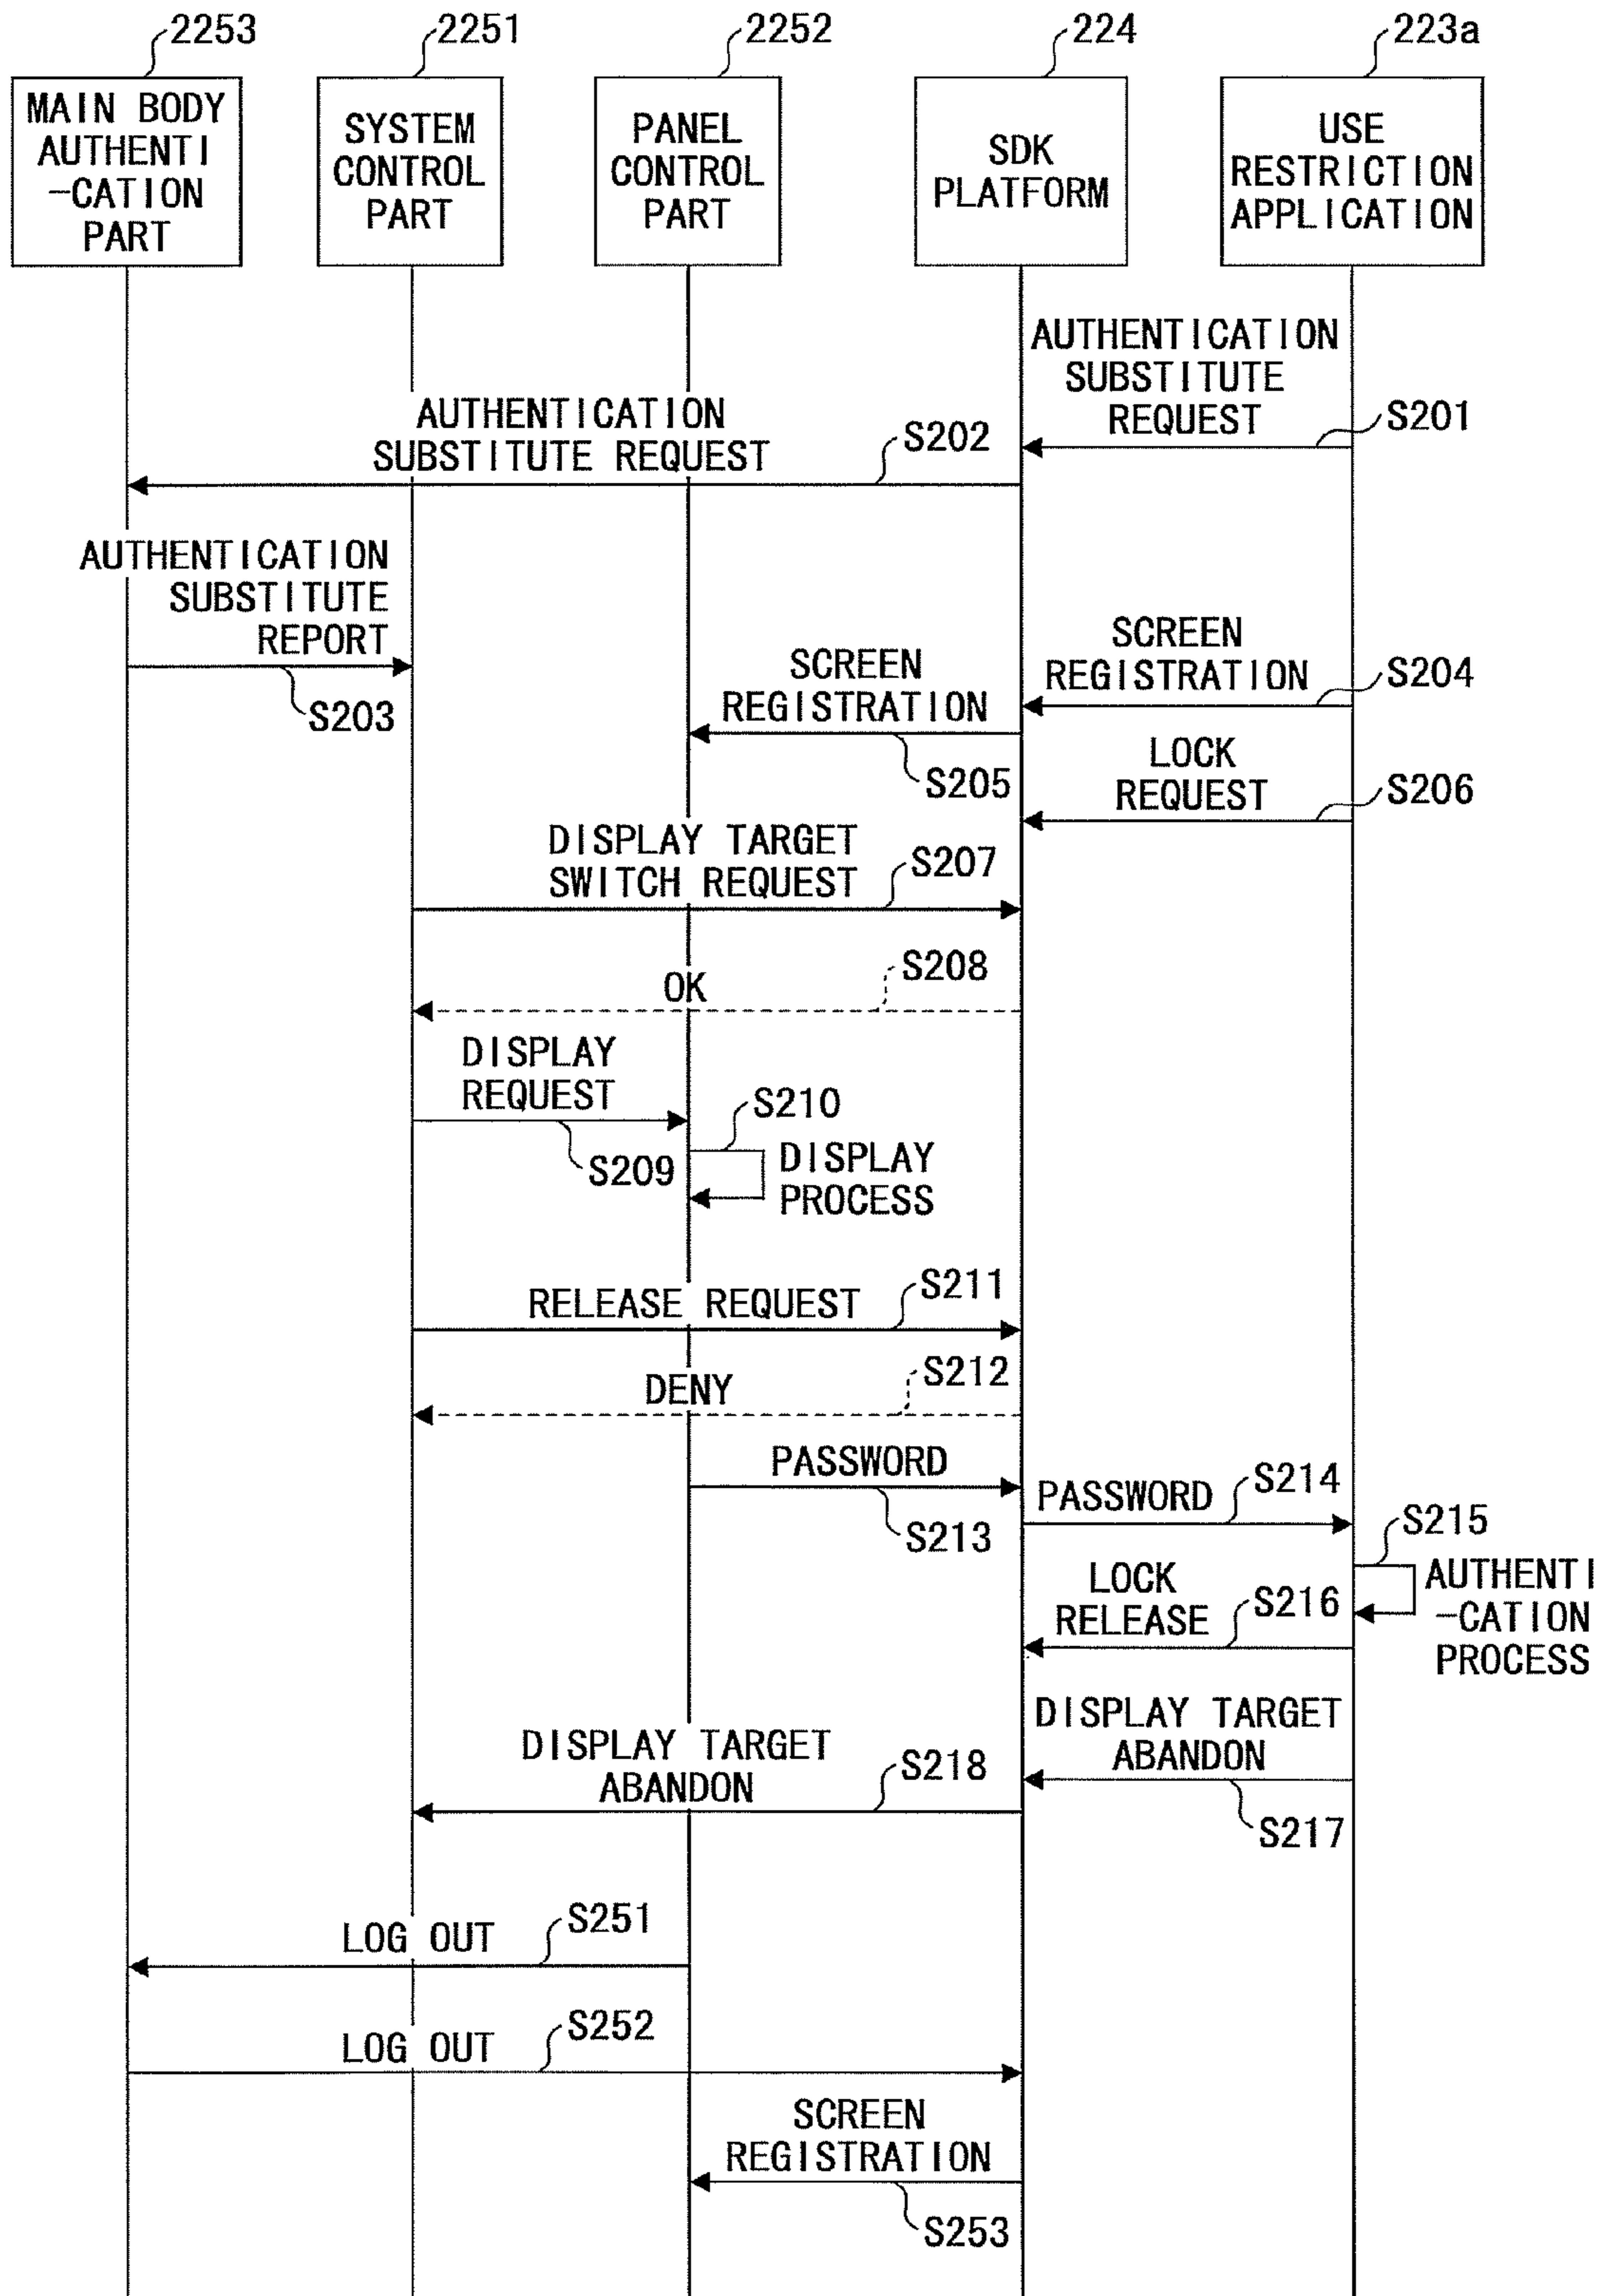 2253
2251
2252
224
223a
MAIN BODY
AUTHENTI
-CATION
PART
SYSTEM
CONTROL
PART
PANEL
CONTROL
PART
SDK
PLATFORM
USE
RESTRICTION
APPLICATION
AUTHENTICATION
SUBSTITUTE
REQUEST
S201
AUTHENTICATION
SUBSTITUTE REQUEST
S202
AUTHENTICATION
SUBSTITUTE
REPORT
S203
SCREEN
REGISTRATION
S204
SCREEN
REGISTRATION
S205
LOCK
REQUEST
S206
DISPLAY TARGET
SWITCH REQUEST
S207
OK
S208
DISPLAY
REQUEST
S209
S210
DISPLAY
PROCESS
RELEASE REQUEST
S211
DENY
S212
PASSWORD
S213
PASSWORD
S214
S215
AUTHENTI
-CATION
PROCESS
LOCK
RELEASE
S216
DISPLAY TARGET
ABANDON
S217
DISPLAY TARGET
ABANDON
S218
LOG OUT
S251
LOG OUT
S252
SCREEN
REGISTRATION
S253